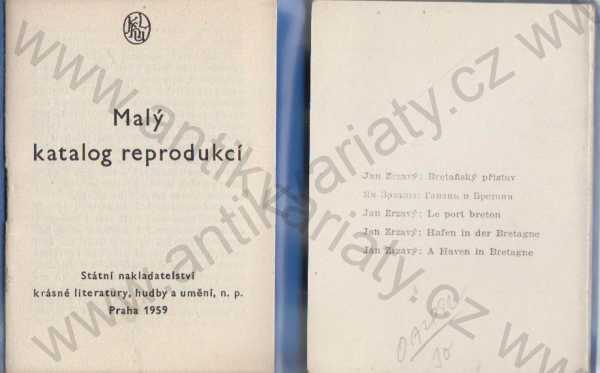 Malý
katalog reprodukcí
Státní nakladatelství
krásné literatury, hudby a umění, n. p.
Praha 1959
Jan Zrzavý: Bretaňský přístav
Ян Зрзавы: Гавань в Бретани
Jan Zrzavý: Le port breton
Jan Zrzavý: Hafen in der Bretagne
Jan Zrzavý: A Haven in Bretagne
www.antikvariaty.cz